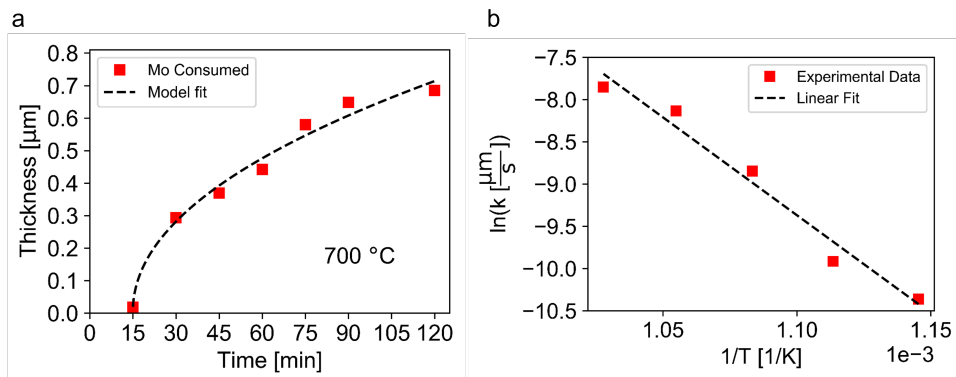 a
0.8
0.7
0.6
0.5
0.4
0.3
0.2
0.1
0.0
Thickness [µm]
Mo Consumed
Model fit
700 °C
0 15 30 45 60 75 90 105 120
Time [min]
b
−7.5
−8.0
−8.5
−9.0
−9.5
−10.0
−10.5
ln(k [µm/s])
Experimental Data
Linear Fit
1.05 1.10 1.15
1/T [1/K]
1e−3